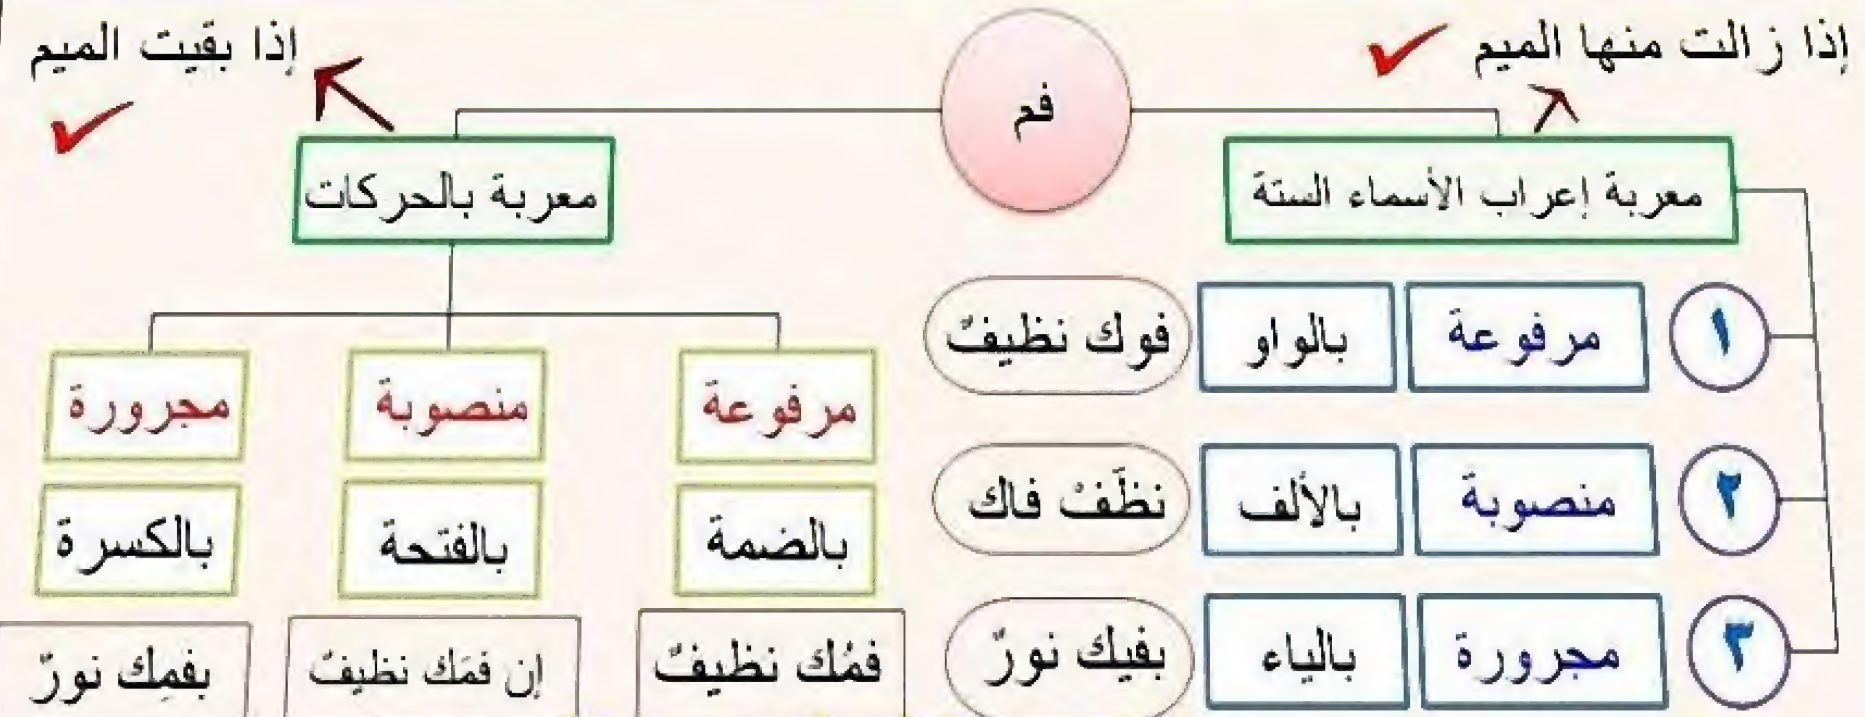 إذا زالت منها الميم
إذا بقيت الميم
فم
معربة إعراب الأسماء الستة
١ مرفوعة بالواو فوك نظيفٌ
٢ منصوبة بالألف نظّفْ فاك
٣ مجرورة بالياء بفيك نورٌ
معربة بالحركات
مرفوعة منصوبة مجرورة
بالضمة بالفتحة بالكسرة
فمُك نظيفٌ إن فمَك نظيفٌ بفمِك نورٌ